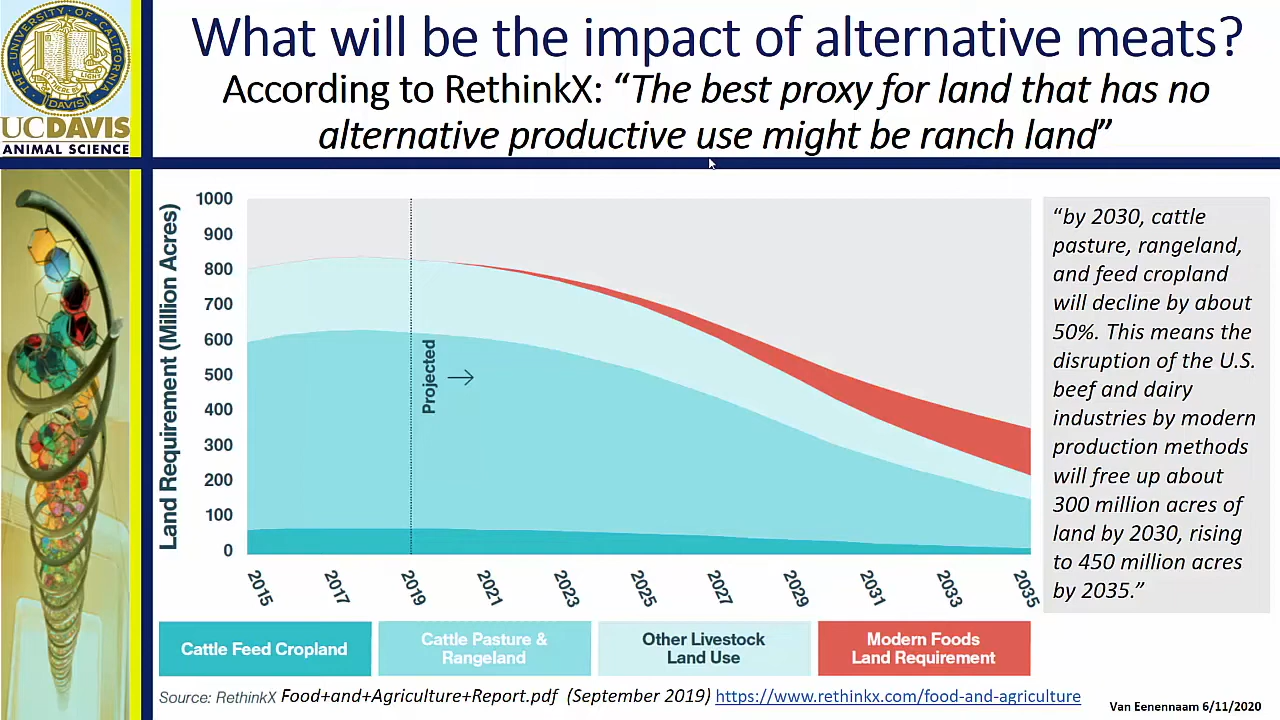 What will be the impact of alternative meats?
According to RethinkX: “The best proxy for land that has no
alternative productive use might be ranch land”
THE UNIVERSITY OF CALIFORNIA
DAVIS
UCDAVIS
ANIMAL SCIENCE
Land Requirement (Million Acres)
1000
900
800
700
600
500
400
300
200
100
0
Projected
2015
2017
2019
2021
2023
2025
2027
2029
2031
2033
2035
Cattle Feed Cropland
Cattle Pasture &
Rangeland
Other Livestock
Land Use
Modern Foods
Land Requirement
“by 2030, cattle
pasture, rangeland,
and feed cropland
will decline by about
50%. This means the
disruption of the U.S.
beef and dairy
industries by modern
production methods
will free up about
300 million acres of
land by 2030, rising
to 450 million acres
by 2035.”
Source: RethinkX Food+and+Agriculture+Report.pdf (September 2019) https://www.rethinkx.com/food-and-agriculture
Van Eenennaam 6/11/2020